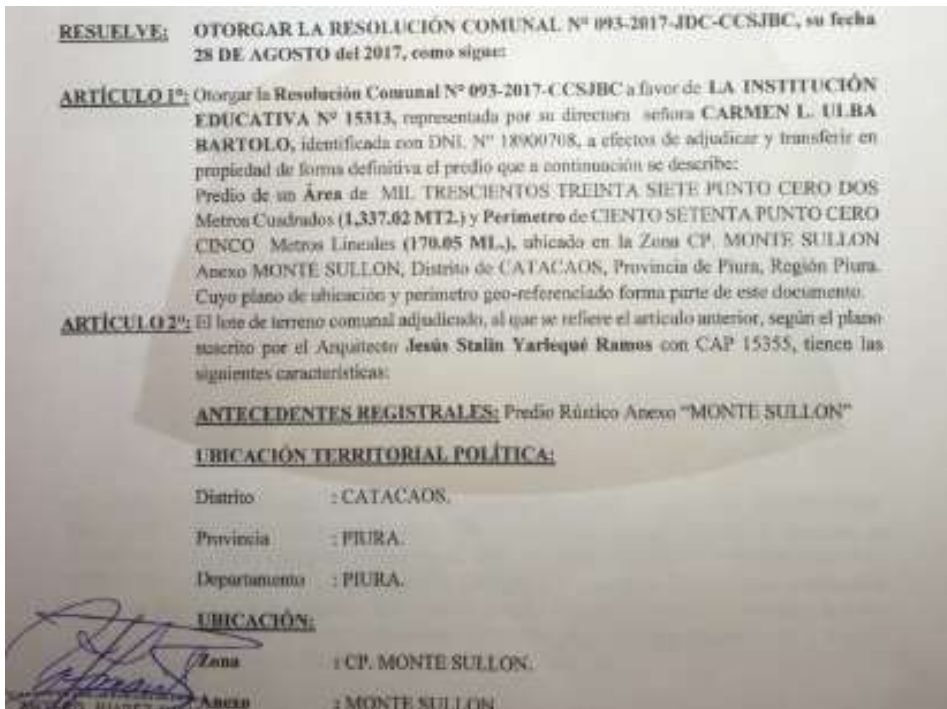 RESUELVE: OTORGAR LA RESOLUCIÓN COMUNAL Nº 093-2017-JDC-CCSJBC, su fecha
28 DE AGOSTO del 2017, como sigue:
ARTÍCULO 1º: Otorgar la Resolución Comunal Nº 093-2017-CCSJBC a favor de LA INSTITUCIÓN
EDUCATIVA Nº 15313, representada por su directora señora CARMEN L. ULBA
BARTOLO, identificada con DNI. Nº 18900708, a efectos de adjudicar y transferir en
propiedad de forma definitiva el predio que a continuación se describe:
Predio de un Área de MIL TRESCIENTOS TREINTA SIETE PUNTO CERO DOS
Metros Cuadrados (1,337.02 MT2.) y Perímetro de CIENTO SETENTA PUNTO CERO
CINCO Metros Lineales (170.05 ML.), ubicado en la Zona CP. MONTE SULLON
Anexo MONTE SULLON, Distrito de CATACAOS, Provincia de Piura, Región Piura.
Cuyo plano de ubicación y perímetro geo-referenciado forma parte de este documento.
ARTÍCULO 2º: El lote de terreno comunal adjudicado, al que se refiere el artículo anterior, según el plano
suscrito por el Arquitecto Jesús Stalin Yarlequé Ramos con CAP 15355, tienen las
siguientes características:
ANTECEDENTES REGISTRALES: Predio Rústico Anexo “MONTE SULLON”
UBICACIÓN TERRITORIAL POLÍTICA:
Distrito : CATACAOS.
Provincia : PIURA.
Departamento : PIURA.
UBICACIÓN:
Zona : CP. MONTE SULLON.
Anexo : MONTE SULLON